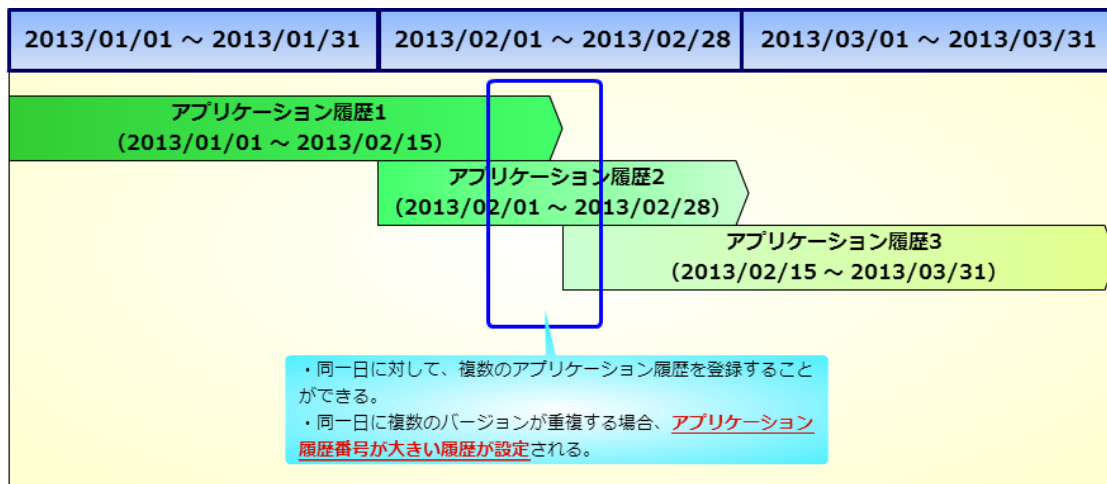 2013/01/01 ～ 2013/01/31
2013/02/01 ～ 2013/02/28
2013/03/01 ～ 2013/03/31
アプリケーション履歴1
（2013/01/01 ～ 2013/02/15）
アプリケーション履歴2
（2013/02/01 ～ 2013/02/28）
アプリケーション履歴3
（2013/02/15 ～ 2013/03/31）
・同一日に対して、複数のアプリケーション履歴を登録すること
ができる。
・同一日に複数のバージョンが重複する場合、アプリケーション
履歴番号が大きい履歴が設定される。